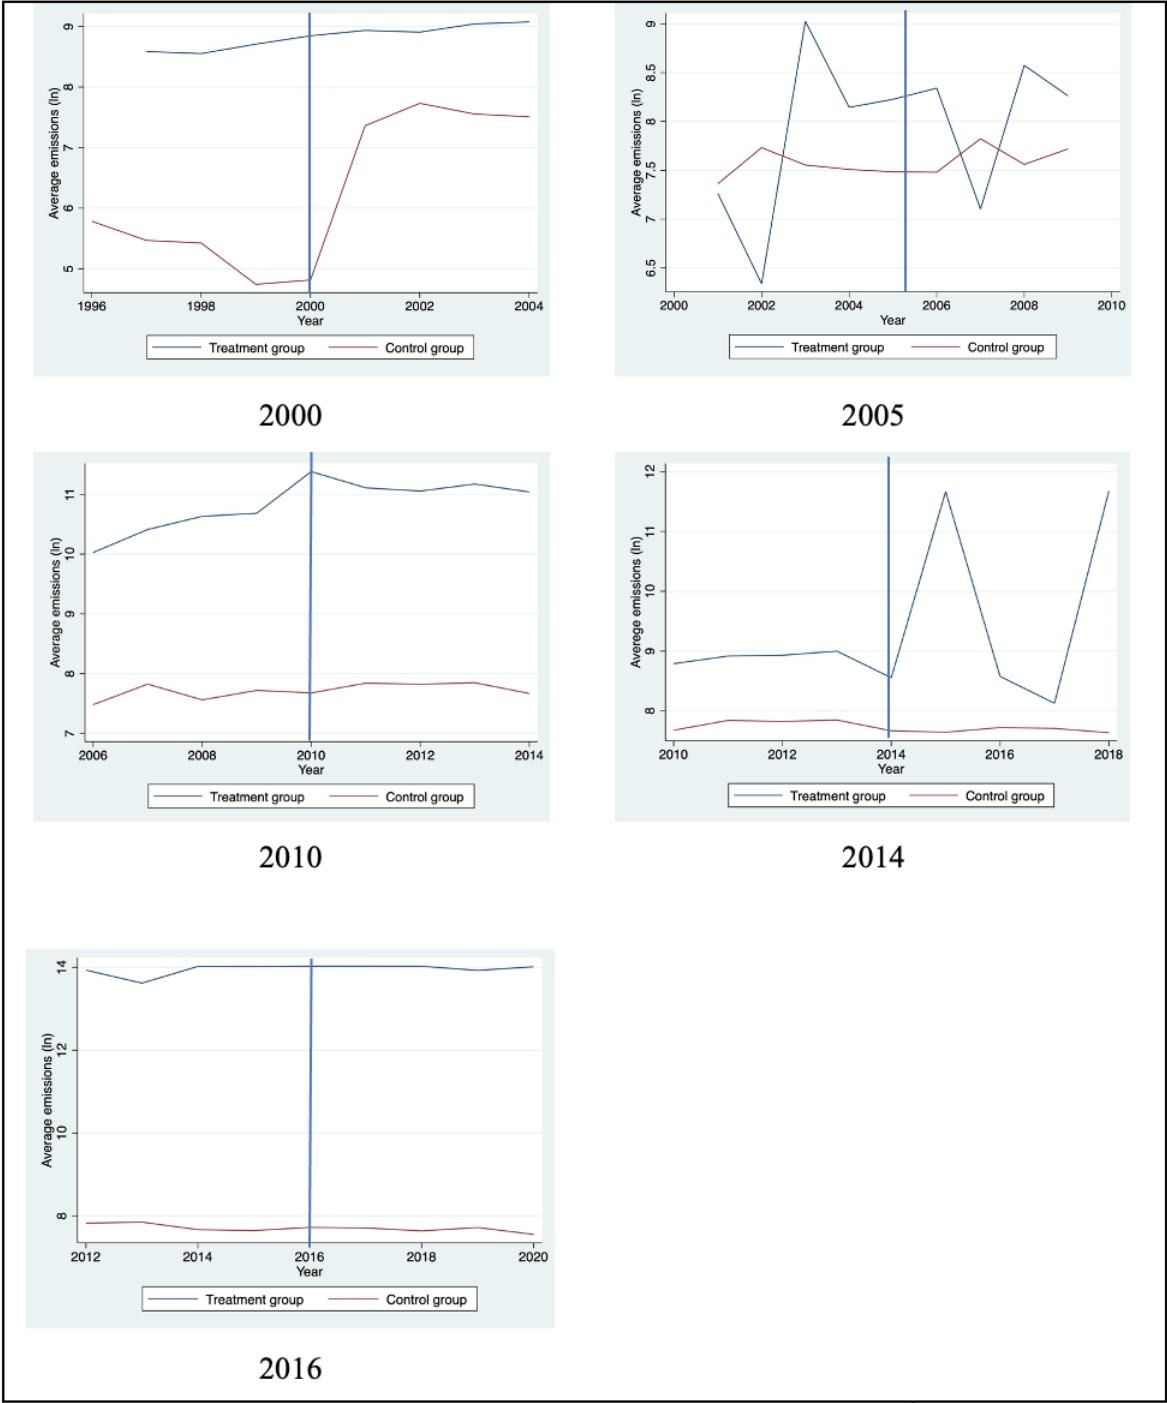 Average emissions (ln)
9
8
7
6
5
1996 1998 2000 2002 2004
Year
Treatment group Control group
2000
Average emissions (ln)
9
8.5
8
7.5
7
6.5
2000 2002 2004 2006 2008 2010
Year
Treatment group Control group
2005
Average emissions (ln)
11
10
9
8
7
2006 2008 2010 2012 2014
Year
Treatment group Control group
2010
Averege emissions (ln)
12
11
10
9
8
2010 2012 2014 2016 2018
Year
Treatment group Control group
2014
Average emissions (ln)
14
12
10
8
2012 2014 2016 2018 2020
Year
Treatment group Control group
2016